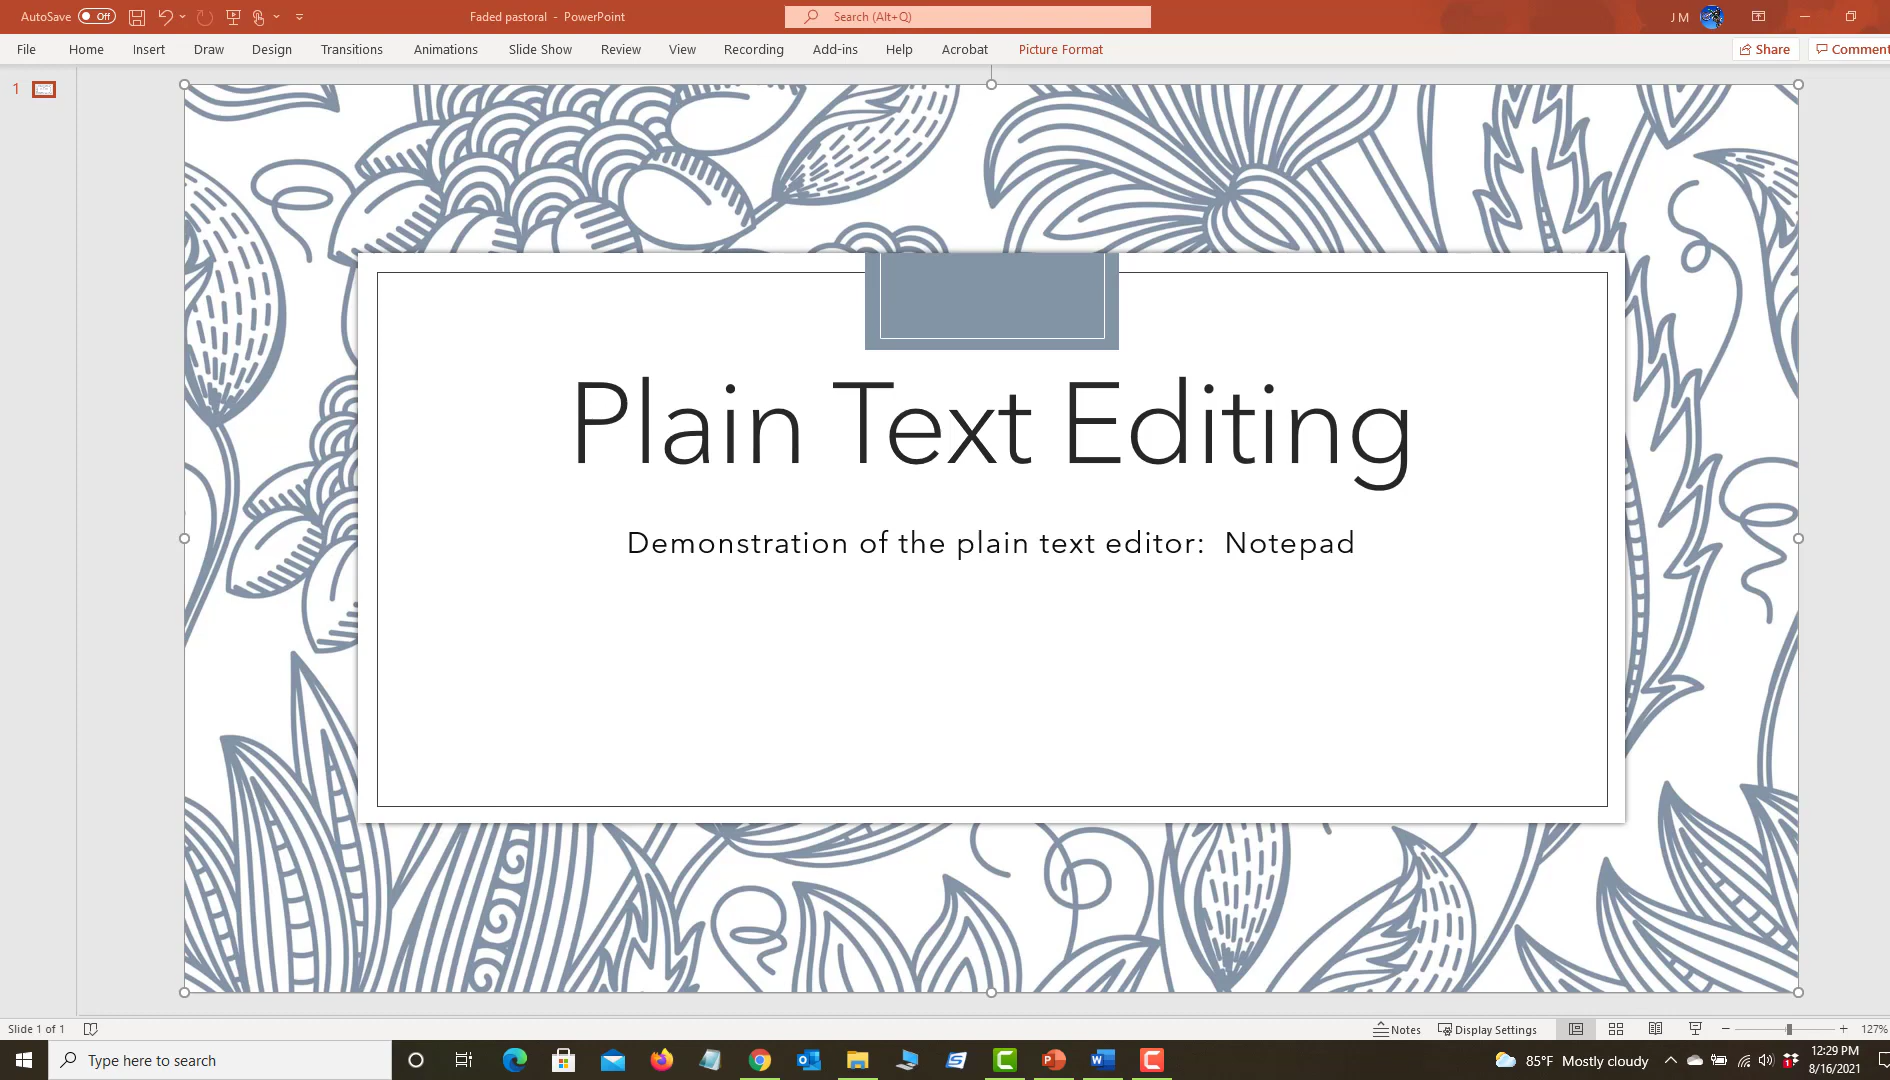 AutoSave Off Faded pastoral - PowerPoint Search (Alt+Q) J M
File Home Insert Draw Design Transitions Animations Slide Show Review View Recording Add-ins Help Acrobat Picture Format Share Comment
1
Plain Text Editing
Demonstration of the plain text editor: Notepad
Slide 1 of 1 Notes Display Settings 127%
Type here to search 85°F Mostly cloudy 12:29 PM
8/16/2021